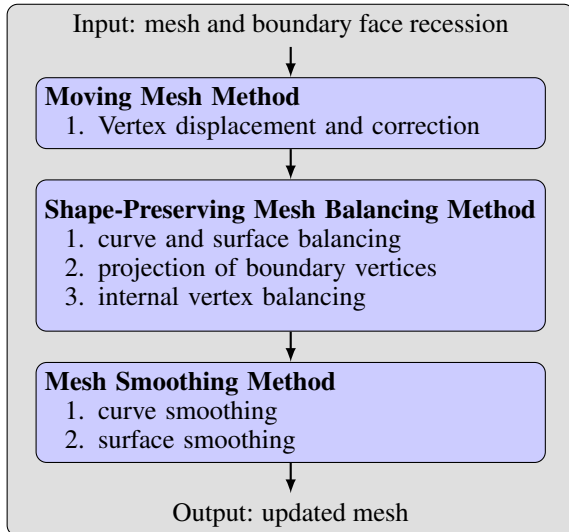 Input: mesh and boundary face recession
Moving Mesh Method
1. Vertex displacement and correction
Shape-Preserving Mesh Balancing Method
1. curve and surface balancing
2. projection of boundary vertices
3. internal vertex balancing
Mesh Smoothing Method
1. curve smoothing
2. surface smoothing
Output: updated mesh